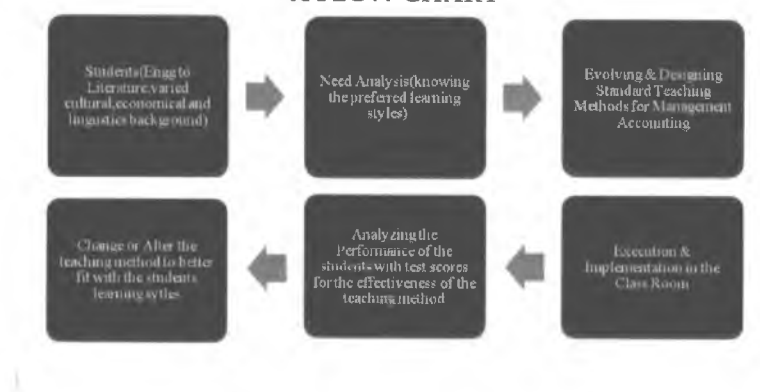 Students(Engg to
Literature,varied
cultural,economical and
linguistics background)
Need Analysis(knowing
the preferred learning
styles)
Evolving & Designing
Standard Teaching
Methods for Management
Accounting
Change or Alter the
teaching method to better
fit with the students
learning sytles
Analyzing the
Performance of the
students with test scores
for the effectiveness of the
teaching method
Execution &
Implementation in the
Class Room